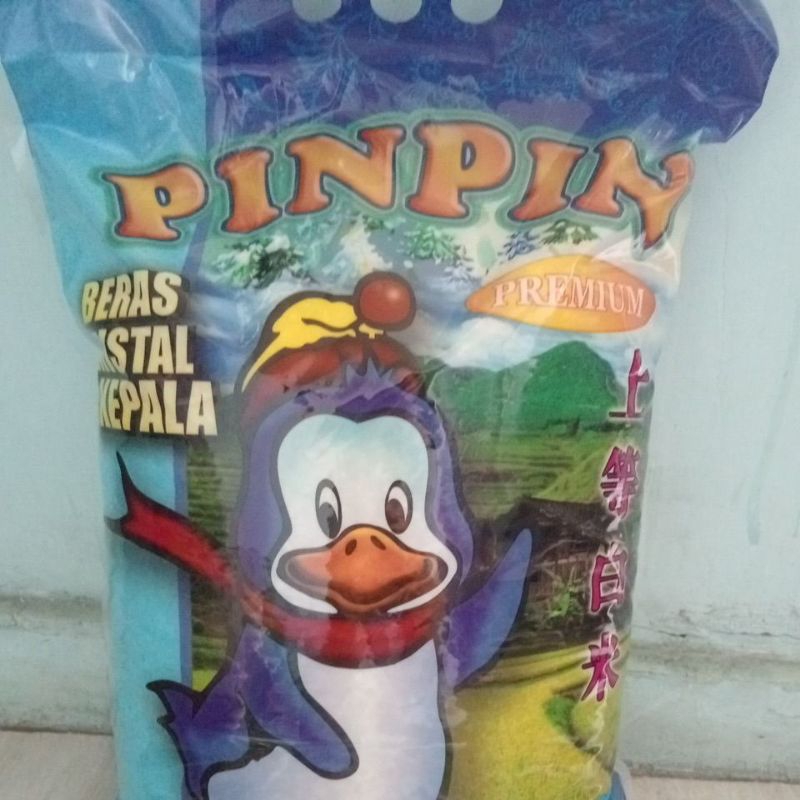 PINPIN
PREMIUM
BERAS
KEPALA
上等白米